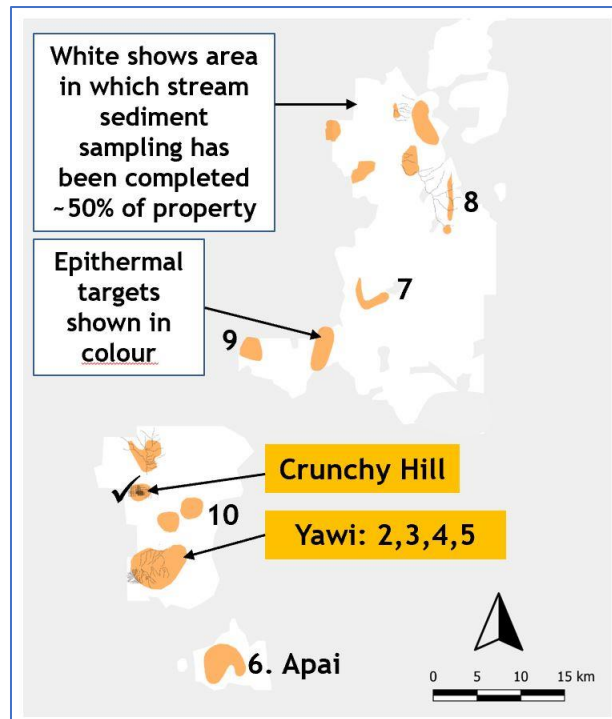 White shows area
in which stream
sediment
sampling has
been completed
~50% of property
Epithermal
targets
shown in
colour
8
7
9
Crunchy Hill
10
Yawi: 2,3,4,5
6. Apai
0 5 10 15 km